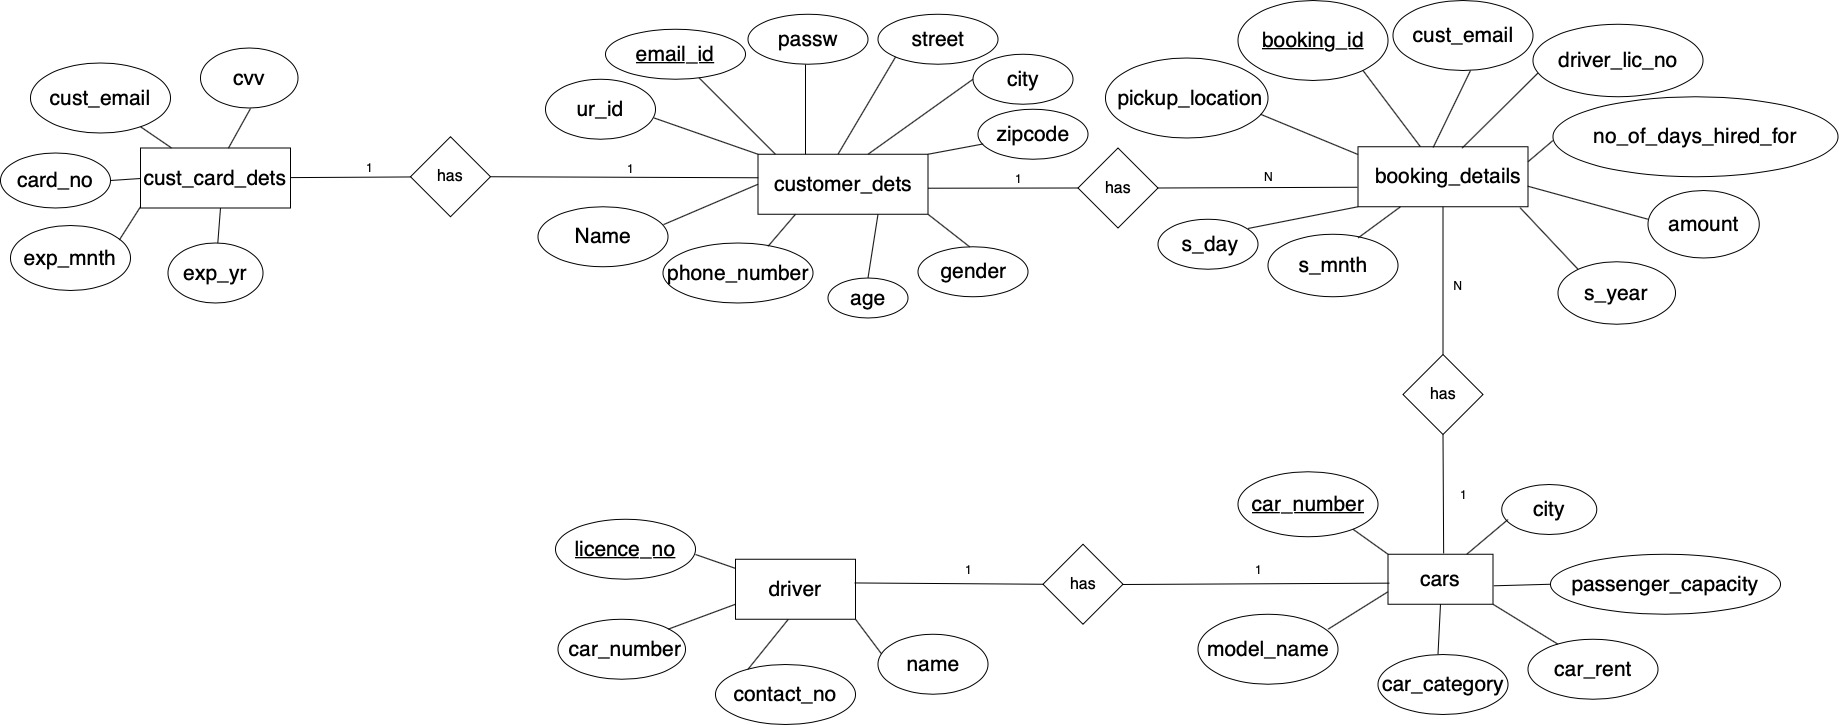 cust_email
cvv
card_no
cust_card_dets
exp_mnth
exp_yr
1
has
1
email_id
passw
street
ur_id
city
zipcode
customer_dets
Name
phone_number
age
gender
1
has
N
booking_id
cust_email
driver_lic_no
pickup_location
no_of_days_hired_for
booking_details
s_day
s_mnth
amount
s_year
N
has
1
car_number
city
cars
passenger_capacity
model_name
car_category
car_rent
1
has
1
licence_no
driver
car_number
contact_no
name